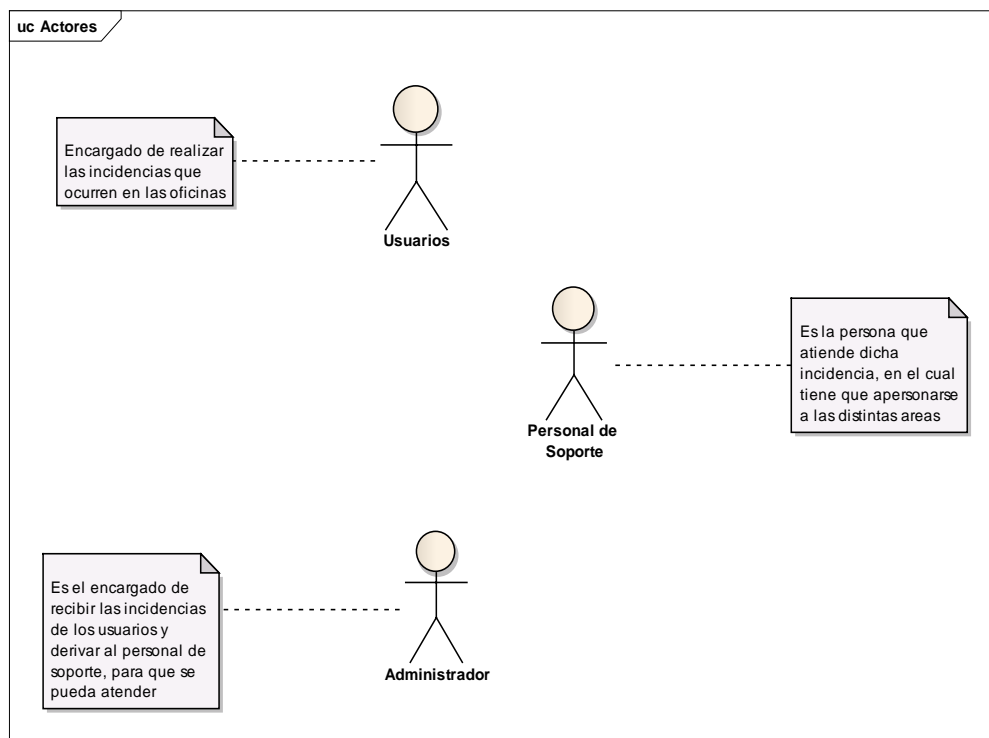 uc Actores
Encargado de realizar
las incidencias que
ocurren en las oficinas
Usuarios
Es la persona que
atiende dicha
incidencia, en el cual
tiene que apersonarse
a las distintas areas
Personal de
Soporte
Es el encargado de
recibir las incidencias
de los usuarios y
derivar al personal de
soporte, para que se
pueda atender
Administrador